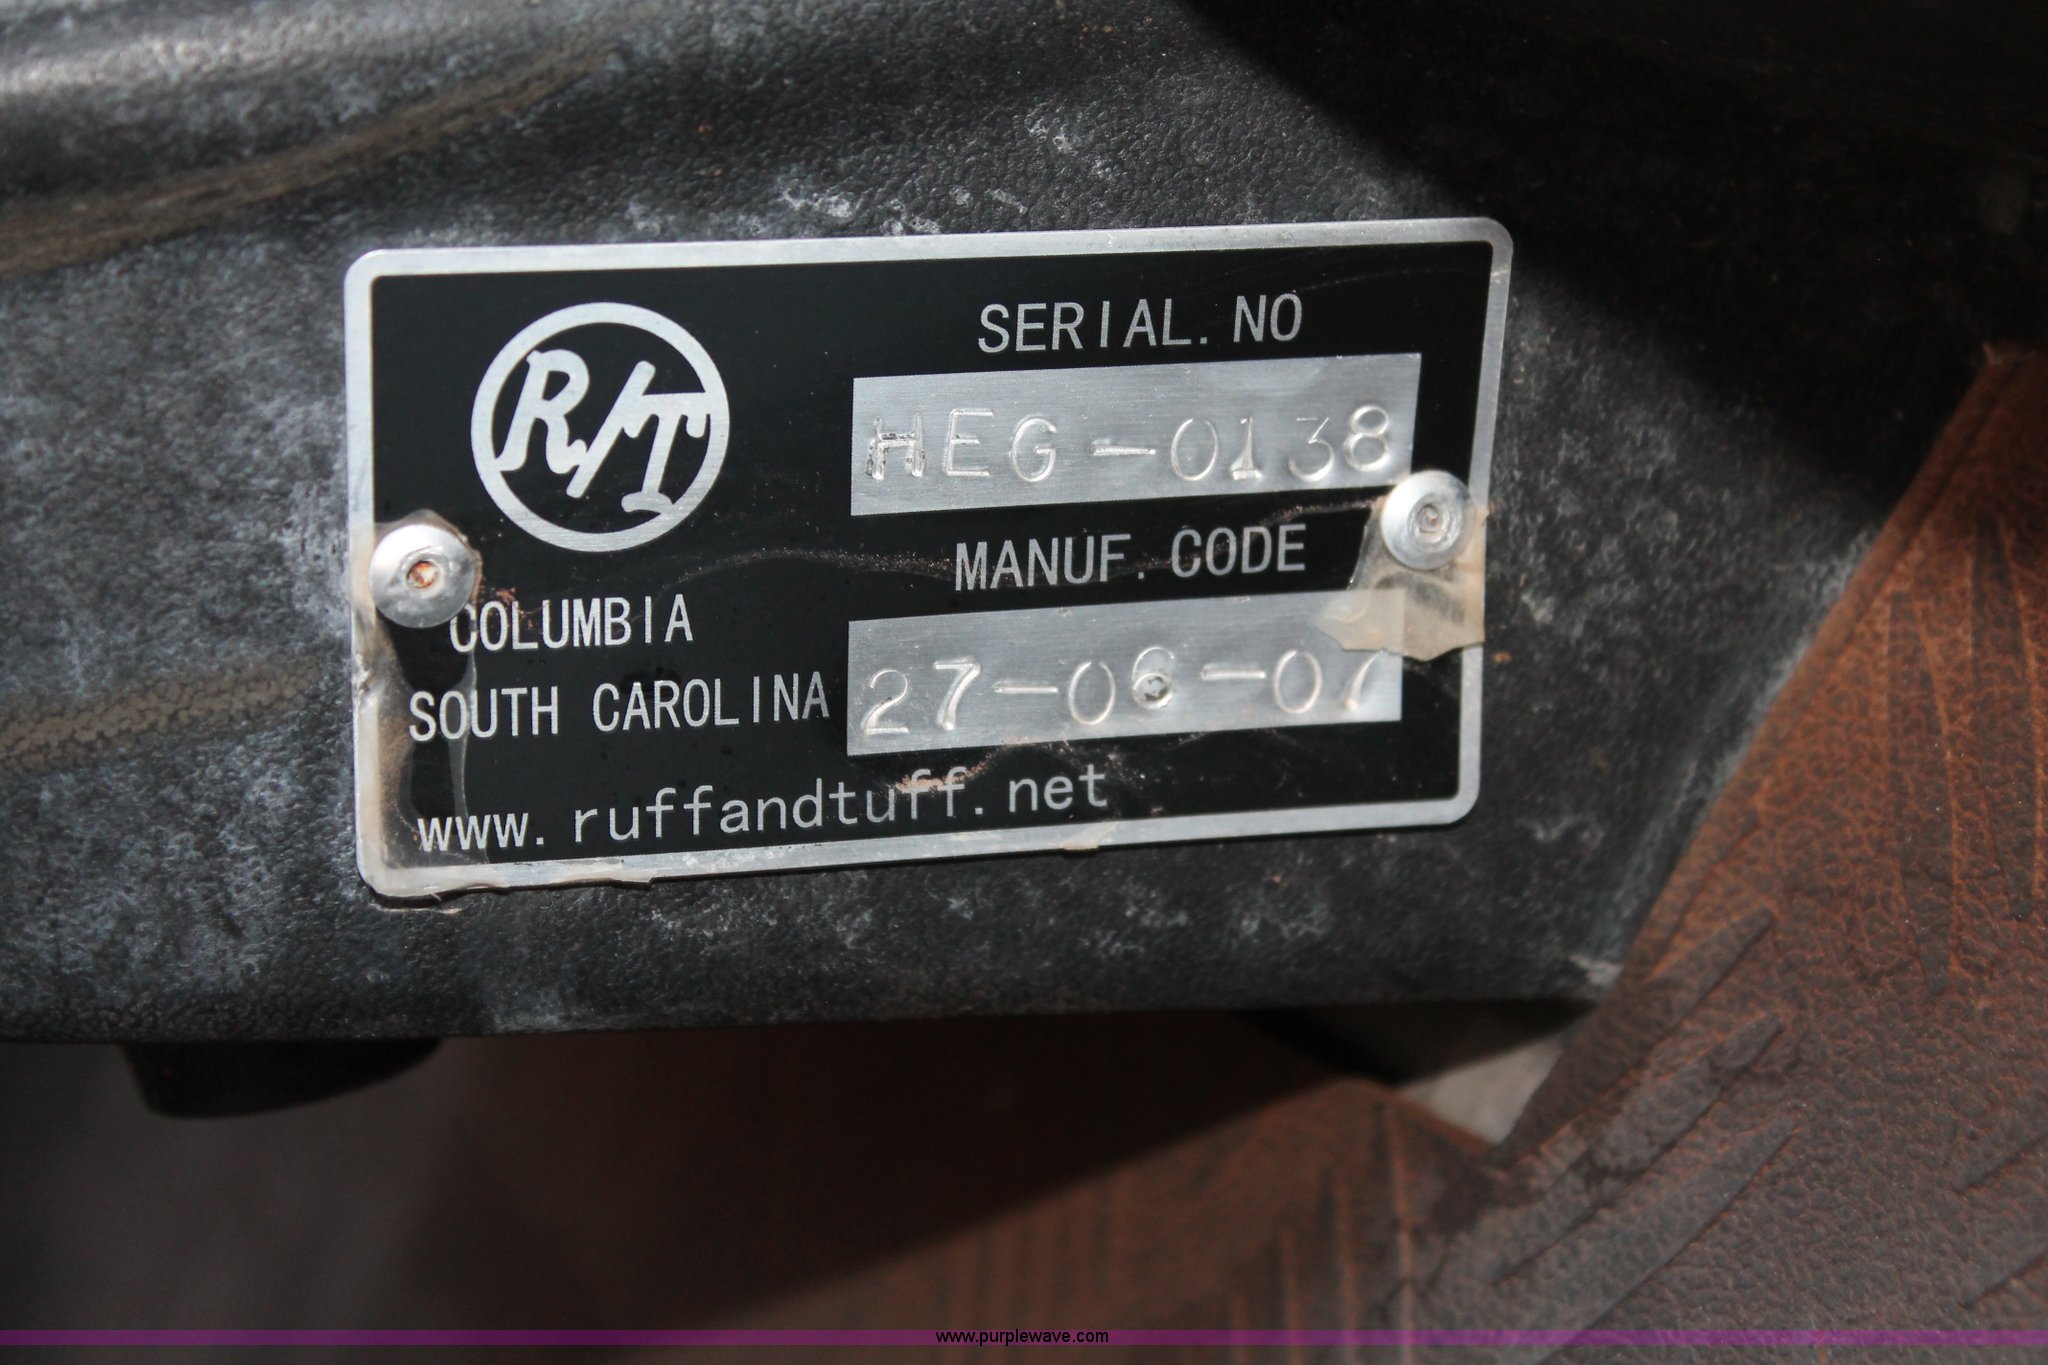 R/T
SERIAL. NO
HEG-0138
MANUF. CODE
27-06-07
COLUMBIA
SOUTH CAROLINA
www.ruffandtuff.net
www.purplewave.com